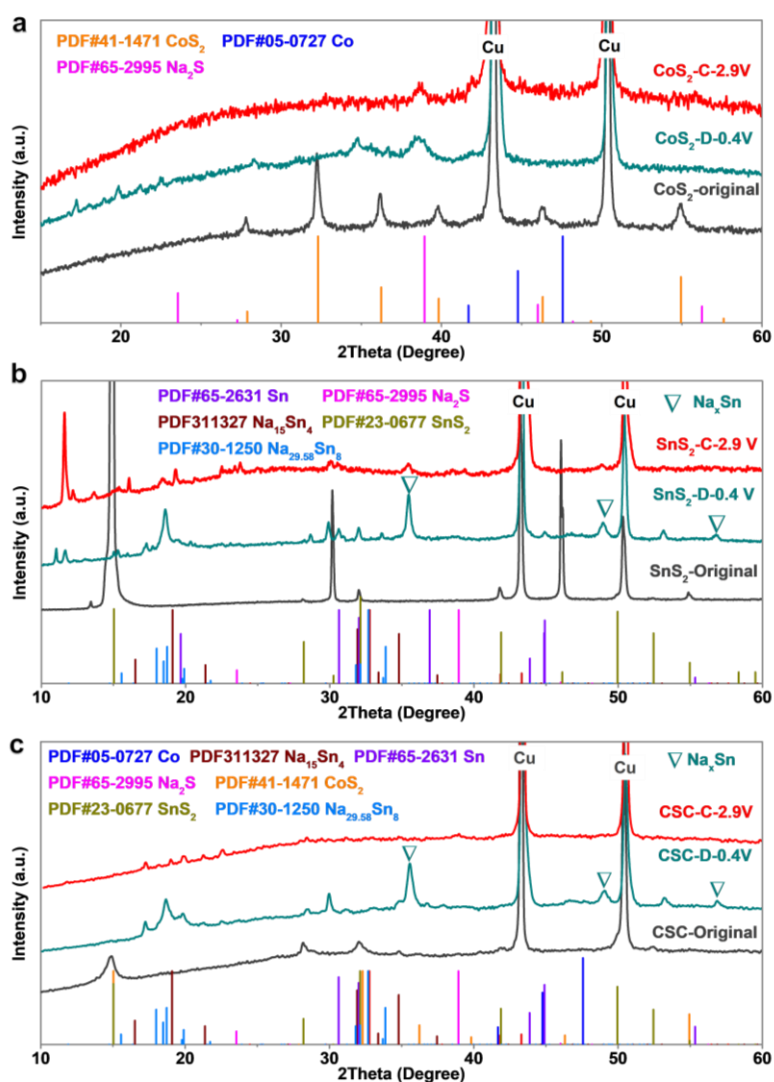 a
PDF#41-1471 CoS₂ PDF#05-0727 Co
PDF#65-2995 Na₂S
Cu Cu
CoS₂-C-2.9V
CoS₂-D-0.4V
CoS₂-original
Intensity (a.u.)
20 30 40 50 60
2Theta (Degree)
b
PDF#65-2631 Sn PDF#65-2995 Na₂S
PDF311327 Na₁₅Sn₄ PDF#23-0677 SnS₂
PDF#30-1250 Na₂₉.₅₈Sn₈
Cu Cu
NaₓSn
SnS₂-C-2.9 V
SnS₂-D-0.4 V
SnS₂-Original
Intensity (a.u.)
10 20 30 40 50 60
2Theta (Degree)
c
PDF#05-0727 Co PDF311327 Na₁₅Sn₄ PDF#65-2631 Sn
PDF#65-2995 Na₂S PDF#41-1471 CoS₂
PDF#23-0677 SnS₂ PDF#30-1250 Na₂₉.₅₈Sn₈
Cu Cu
NaₓSn
CSC-C-2.9V
CSC-D-0.4V
CSC-Original
Intensity (a.u.)
10 20 30 40 50 60
2Theta (Degree)